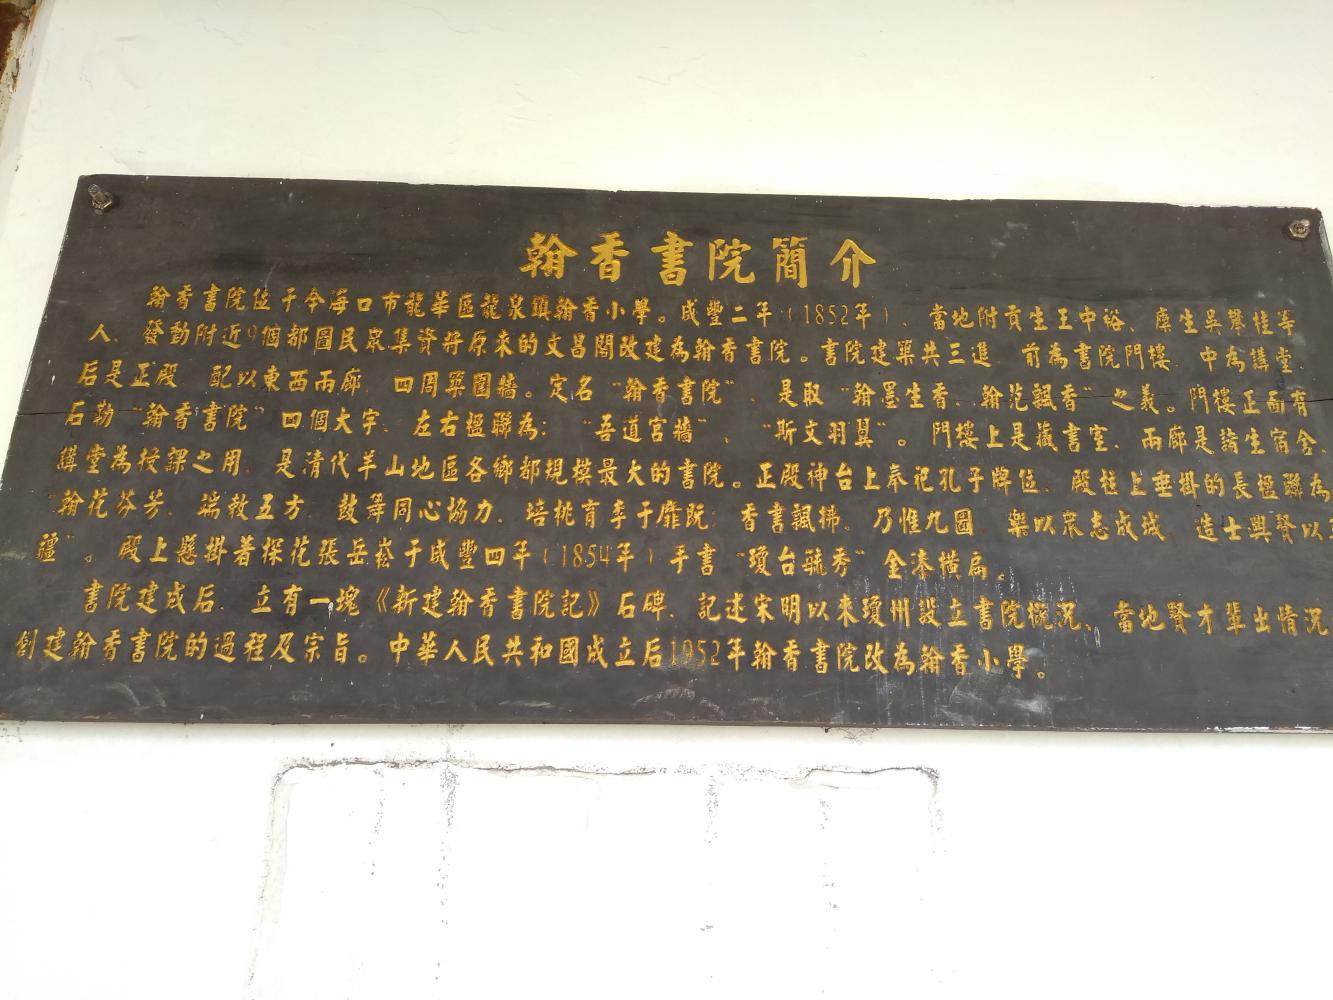 翰香書院簡介
翰香書院位于今海口市龍華區龍泉鎮翰香小學。咸豐二年(1852年)、當地附貢生王中裕、廪生吳攀桂等
人、發動附近9個都圖民衆集資將原來的文昌閣改建為翰香書院。書院建築共三進 前為書院門樓、中為講堂、
后是正殿 配以東西兩廊、四周築圍牆。定名“翰香書院”、是取“翰墨生香、翰苑飄香”之義。門樓正面有
石勒“翰香書院”四個大字、左右楹聯為:“吾道宮牆”、“斯文羽翼”。門樓上是藏書室、兩廊是諸生宿舍、
講堂為授課之用、是清代羊山地區各鄉都規模最大的書院。正殿神台上奉祀孔子牌位、殿柱上垂掛的長楹聯為
“翰花芬芳、端教五方、鼓筆同心協力、培桃育李于靡既 香書飄拂、乃惟九圖 樂以衆志成城、造士興賢以
疆”。殿上懸掛著探花張岳崧于咸豐四年(1854年)手書“瓊台毓秀”金漆橫扁。
書院建成后、立有一塊《新建翰香書院記》石碑、記述宋明以來瓊州設立書院概況、當地賢才輩出情況
創建翰香書院的過程及宗旨。中華人民共和國成立后1952年翰香書院改為翰香小學。